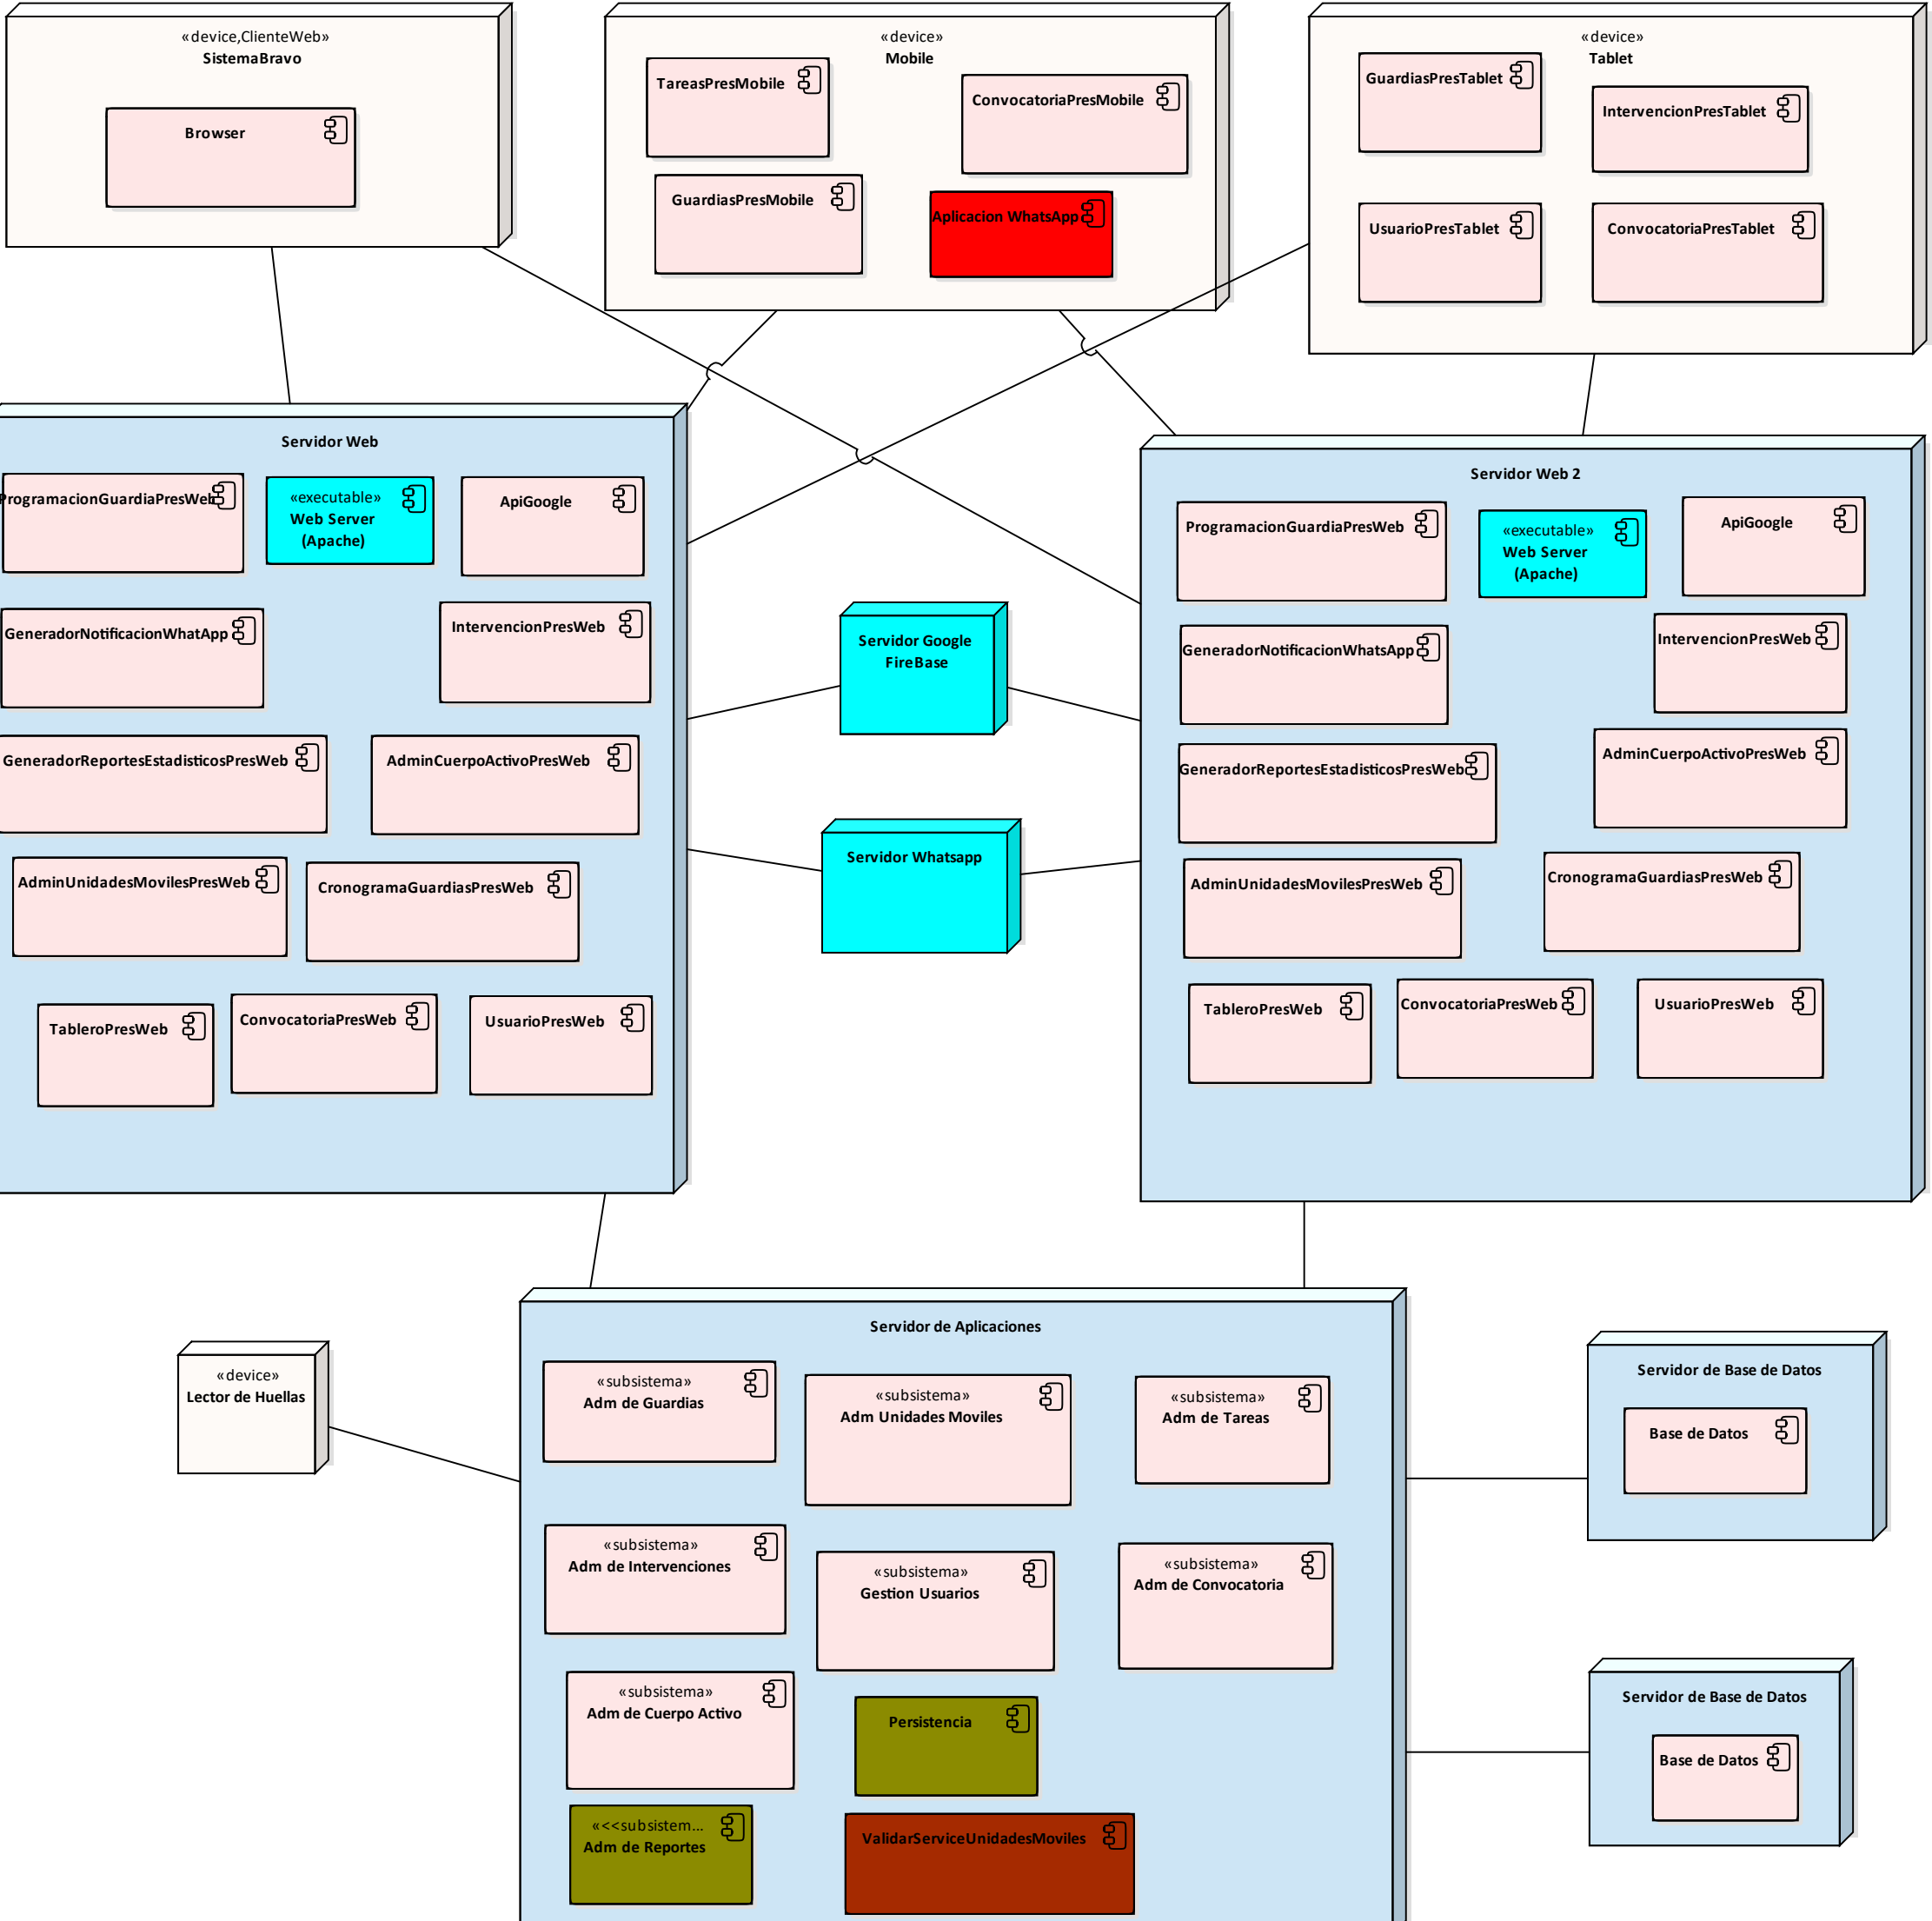 «device,ClienteWeb»
SistemaBravo
Browser
«device»
Mobile
TareasPresMobile
ConvocatoriaPresMobile
GuardiasPresMobile
Aplicacion WhatsApp
«device»
Tablet
GuardiasPresTablet
IntervencionPresTablet
UsuarioPresTablet
ConvocatoriaPresTablet
Servidor Web
ProgramacionGuardiaPresWeb
«executable»
Web Server
(Apache)
ApiGoogle
GeneradorNotificacionWhatApp
IntervencionPresWeb
GeneradorReportesEstadisticosPresWeb
AdminCuerpoActivoPresWeb
AdminUnidadesMovilesPresWeb
CronogramaGuardiasPresWeb
TableroPresWeb
ConvocatoriaPresWeb
UsuarioPresWeb
Servidor Google
FireBase
Servidor Whatsapp
Servidor Web 2
ProgramacionGuardiaPresWeb
«executable»
Web Server
(Apache)
ApiGoogle
GeneradorNotificacionWhatsApp
IntervencionPresWeb
GeneradorReportesEstadisticosPresWeb
AdminCuerpoActivoPresWeb
AdminUnidadesMovilesPresWeb
CronogramaGuardiasPresWeb
TableroPresWeb
ConvocatoriaPresWeb
UsuarioPresWeb
«device»
Lector de Huellas
Servidor de Aplicaciones
«subsistema»
Adm de Guardias
«subsistema»
Adm Unidades Moviles
«subsistema»
Adm de Tareas
«subsistema»
Adm de Intervenciones
«subsistema»
Gestion Usuarios
«subsistema»
Adm de Convocatoria
«subsistema»
Adm de Cuerpo Activo
Persistencia
«<<subsistem...
Adm de Reportes
ValidarServiceUnidadesMoviles
Servidor de Base de Datos
Base de Datos
Servidor de Base de Datos
Base de Datos